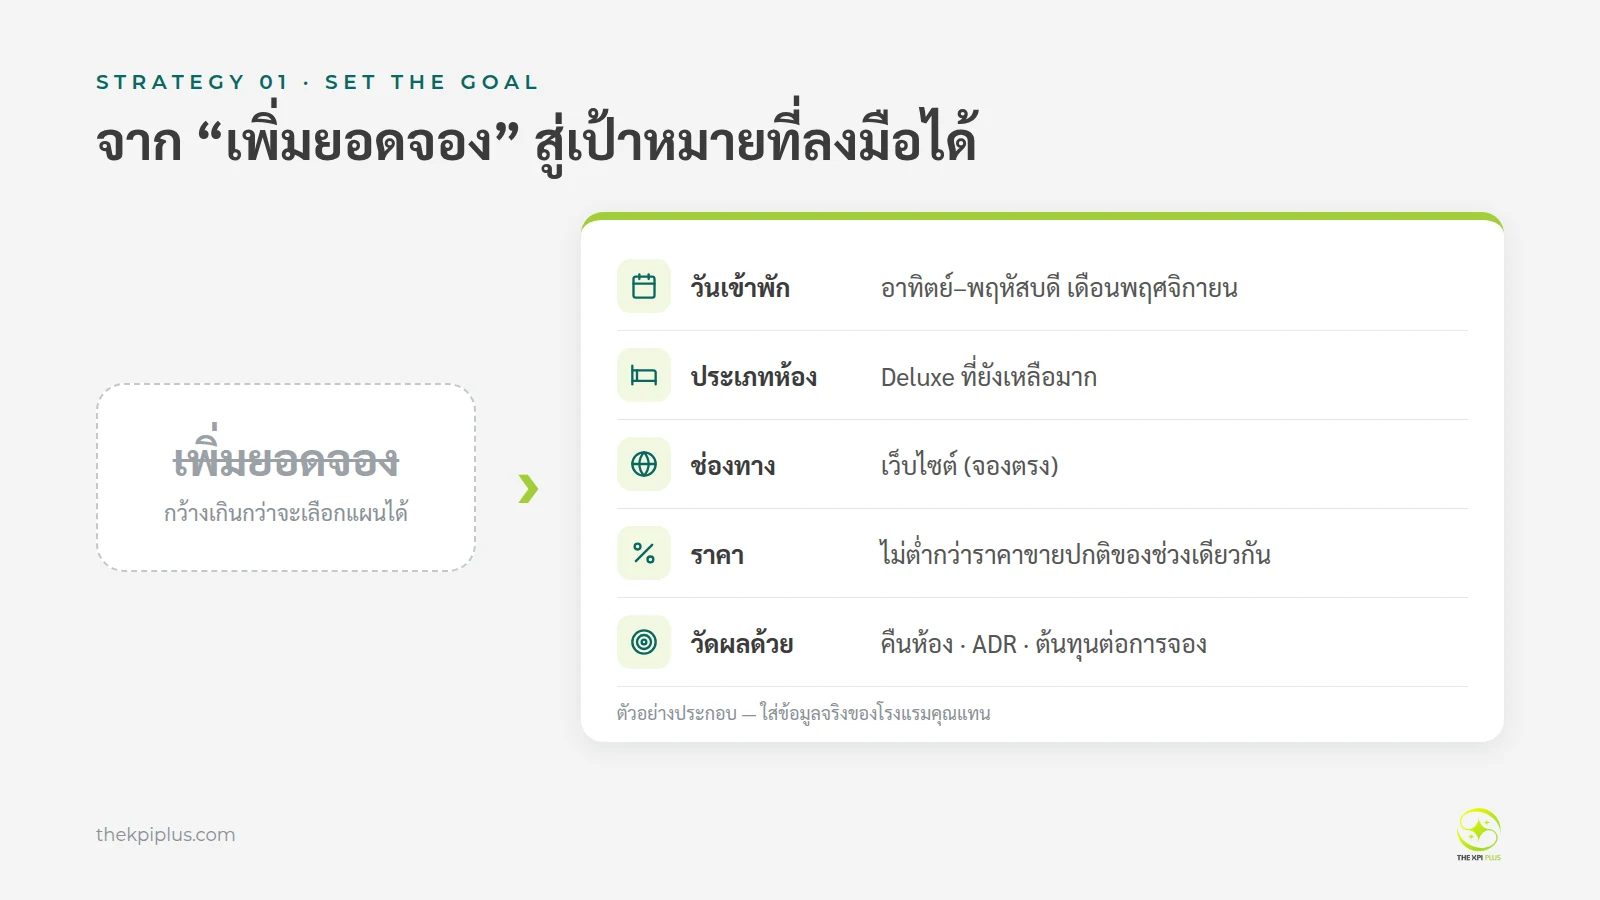 STRATEGY 01 · SET THE GOAL
จาก “เพิ่มยอดจอง” สู่เป้าหมายที่ลงมือได้
เพิ่มยอดจอง
กว้างเกินกว่าจะเลือกแผนได้
›
วันเข้าพัก อาทิตย์–พฤหัสบดี เดือนพฤศจิกายน
ประเภทห้อง Deluxe ที่ยังเหลือมาก
ช่องทาง เว็บไซต์ (จองตรง)
ราคา ไม่ต่ำกว่าราคาขายปกติของช่วงเดียวกัน
วัดผลด้วย คืนห้อง · ADR · ต้นทุนต่อการจอง
ตัวอย่างประกอบ — ใส่ข้อมูลจริงของโรงแรมคุณแทน
thekpiplus.com
THE KPI PLUS